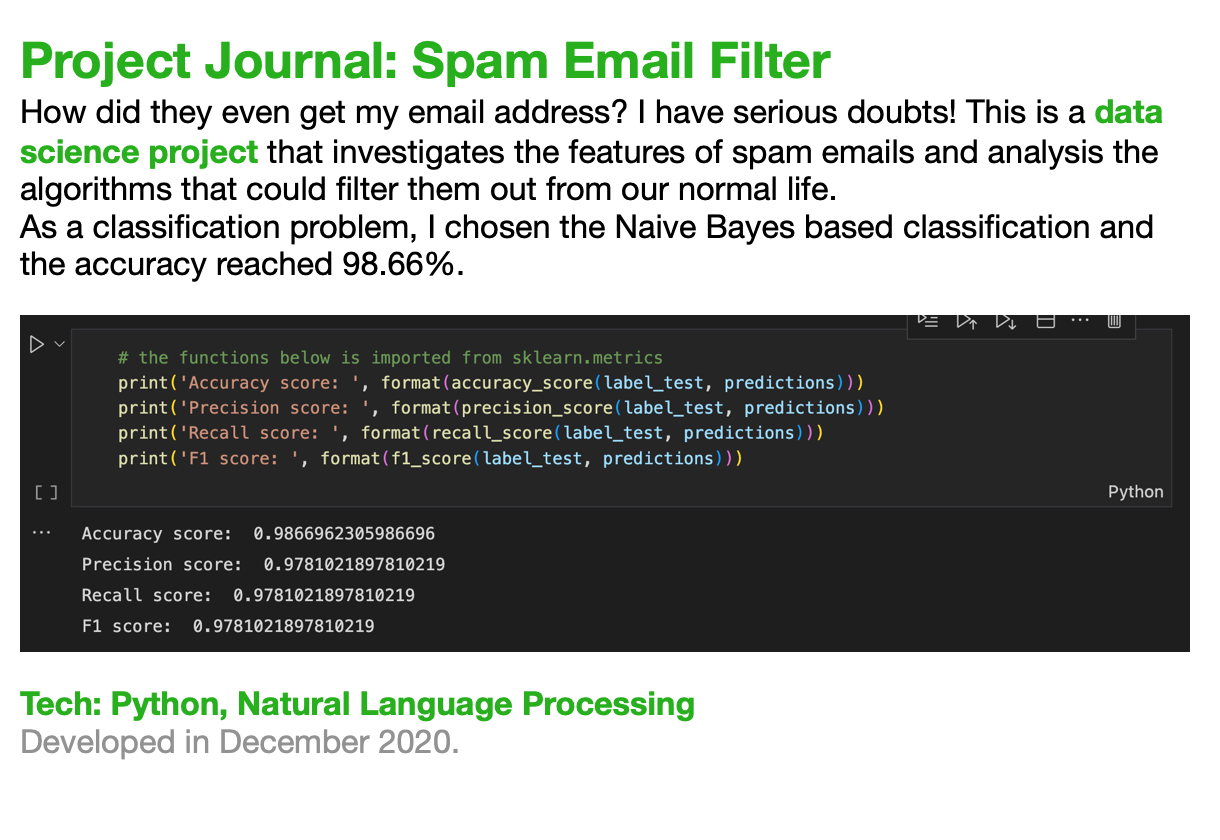 Project Journal: Spam Email Filter
How did they even get my email address? I have serious doubts! This is a data
science project that investigates the features of spam emails and analysis the
algorithms that could filter them out from our normal life.
As a classification problem, I chosen the Naive Bayes based classification and
the accuracy reached 98.66%.
# the functions below is imported from sklearn.metrics
print('Accuracy score: ', format(accuracy_score(label_test, predictions)))
print('Precision score: ', format(precision_score(label_test, predictions)))
print('Recall score: ', format(recall_score(label_test, predictions)))
print('F1 score: ', format(f1_score(label_test, predictions)))
[ ]
Python
Accuracy score:  0.9866962305986696
Precision score:  0.9781021897810219
Recall score:  0.9781021897810219
F1 score:  0.9781021897810219
Tech: Python, Natural Language Processing
Developed in December 2020.